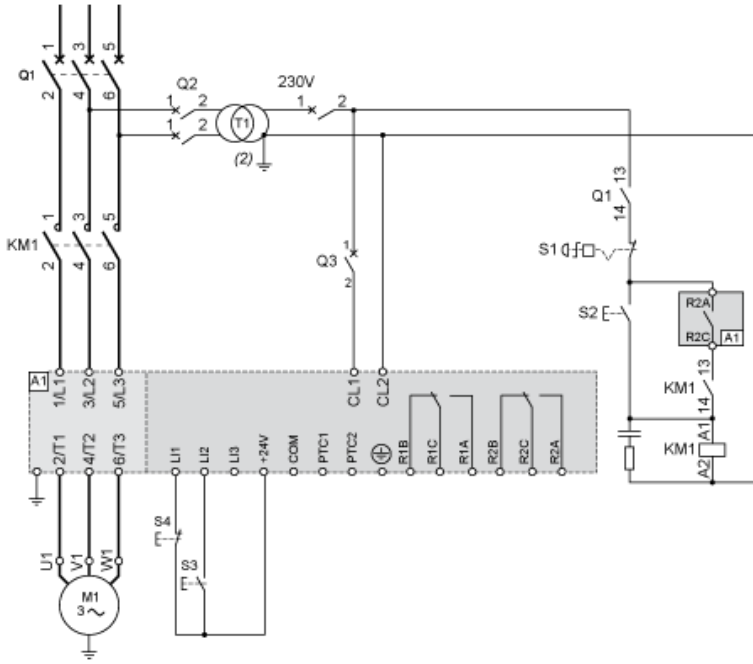 1 3 5
Q1
2 4 6
Q2
1 2
1 2
T1
(2)
230V
1 2
13
Q1
14
1 3 5
KM1
2 4 6
1
Q3
2
S1
S2
R2A
R2C
A1
13
KM1
14
A1
KM1
A2
A1
1/L1 3/L2 5/L3
CL1 CL2
2/T1 4/T2 6/T3
LI1 LI2 LI3 +24V COM PTC1 PTC2 R1B R1C R1A R2B R2C R2A
S4
S3
U1 V1 W1
M1
3 ~